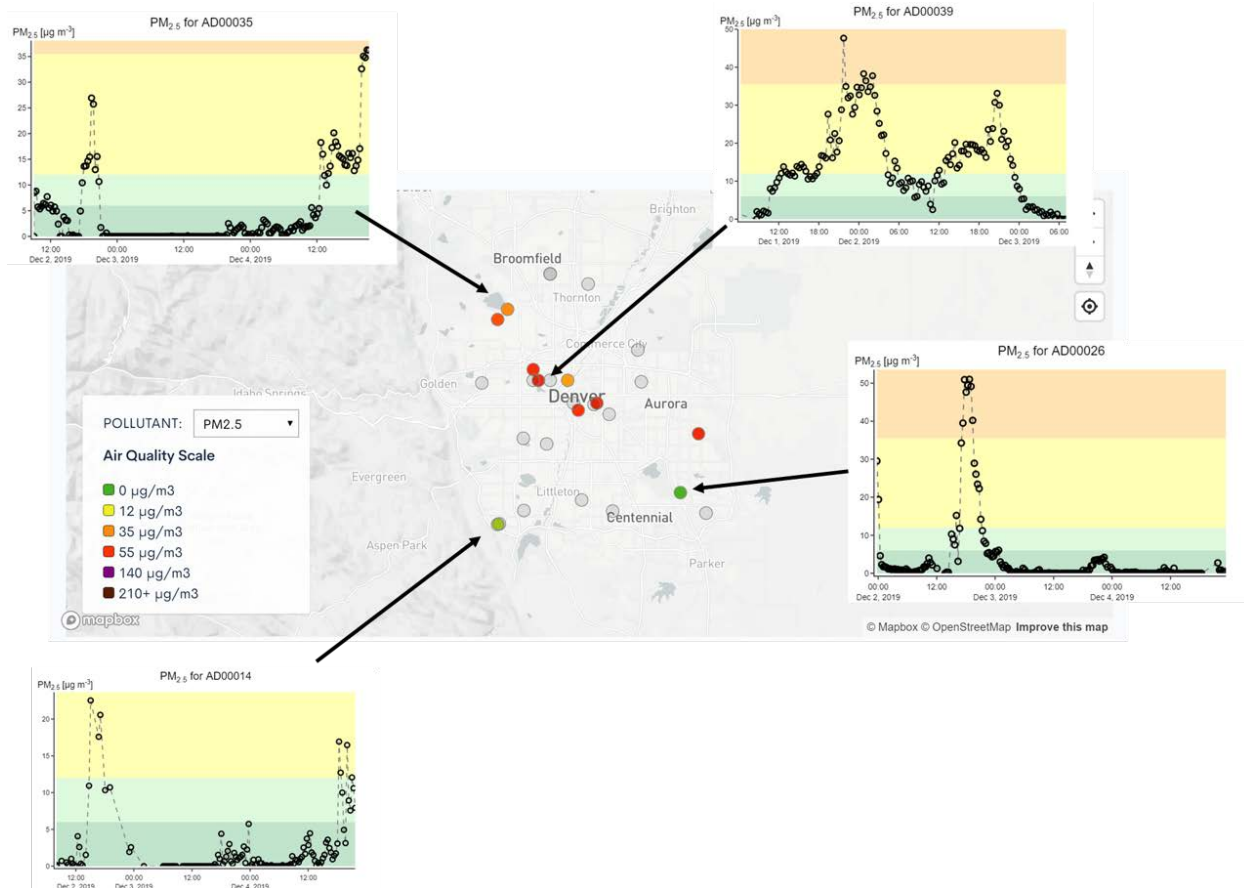 PM2.5 for AD00035
PM2.5 [µg m-3]
35
30
25
20
15
10
5
0
12:00 00:00 12:00 00:00 12:00
Dec 2, 2019 Dec 3, 2019 Dec 4, 2019
PM2.5 for AD00039
PM2.5 [µg m-3]
50
40
30
20
10
0
12:00 18:00 00:00 06:00 12:00 18:00 00:00 06:00
Dec 1, 2019 Dec 2, 2019 Dec 3, 2019
Brighton
Broomfield
Thornton
Commerce City
Golden
Idaho Springs
Denver
Aurora
Evergreen
Littleton
Centennial
Aspen Park
Parker
POLLUTANT: PM2.5
Air Quality Scale
0 µg/m3
12 µg/m3
35 µg/m3
55 µg/m3
140 µg/m3
210+ µg/m3
mapbox
© Mapbox © OpenStreetMap Improve this map
PM2.5 for AD00026
PM2.5 [µg m-3]
50
40
30
20
10
0
00:00 12:00 00:00 12:00 00:00 12:00
Dec 2, 2019 Dec 3, 2019 Dec 4, 2019
PM2.5 for AD00014
PM2.5 [µg m-3]
20
15
10
5
0
12:00 00:00 12:00 00:00 12:00
Dec 2, 2019 Dec 3, 2019 Dec 4, 2019